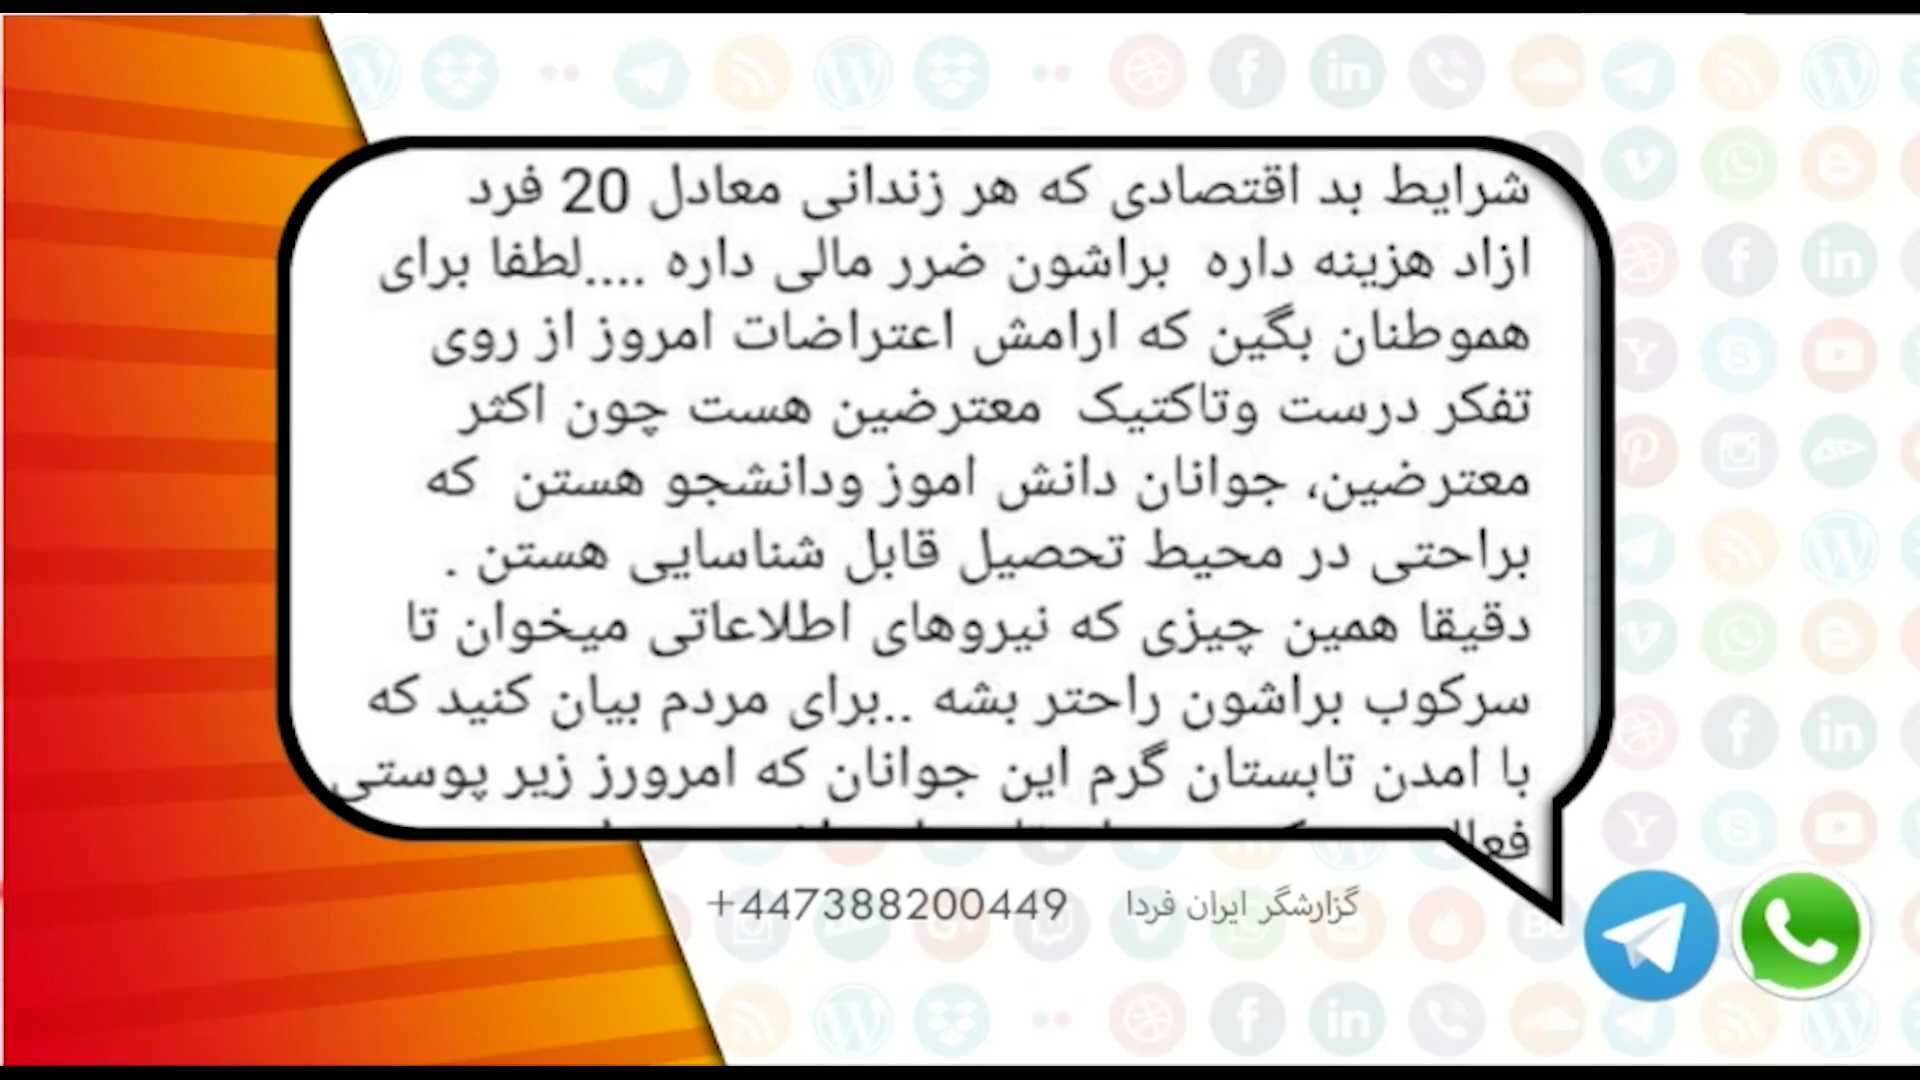 شرایط بد اقتصادی که هر زندانی معادل 20 فرد
ازاد هزینه داره براشون ضرر مالی داره ....لطفا برای
هموطنان بگین که ارامش اعتراضات امروز از روی
تفکر درست وتاکتیک معترضین هست چون اکثر
معترضین، جوانان دانش اموز ودانشجو هستن که
براحتی در محیط تحصیل قابل شناسایی هستن .
دقیقا همین چیزی که نیروهای اطلاعاتی میخوان تا
سرکوب براشون راحتر بشه ..برای مردم بیان کنید که
با امدن تابستان گرم این جوانان که امرورز زیر پوستی
گزارشگر ایران فردا +447388200449